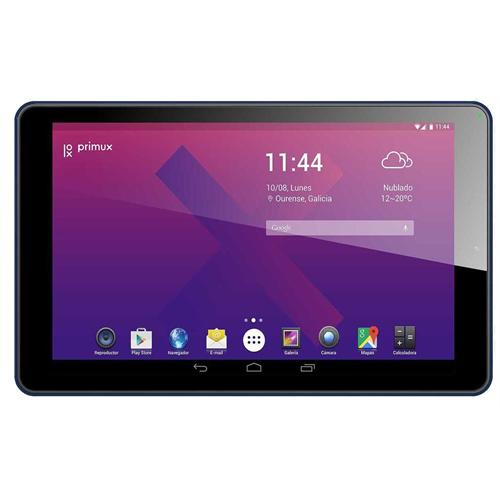 11:44
primux
11:44
10/08, Lunes
Ourense, Galicia
Nublado
12~20ºC
Google
Reproductor
Play Store
Navegador
E-mail
Galería
Cámara
Mapas
Calculadora